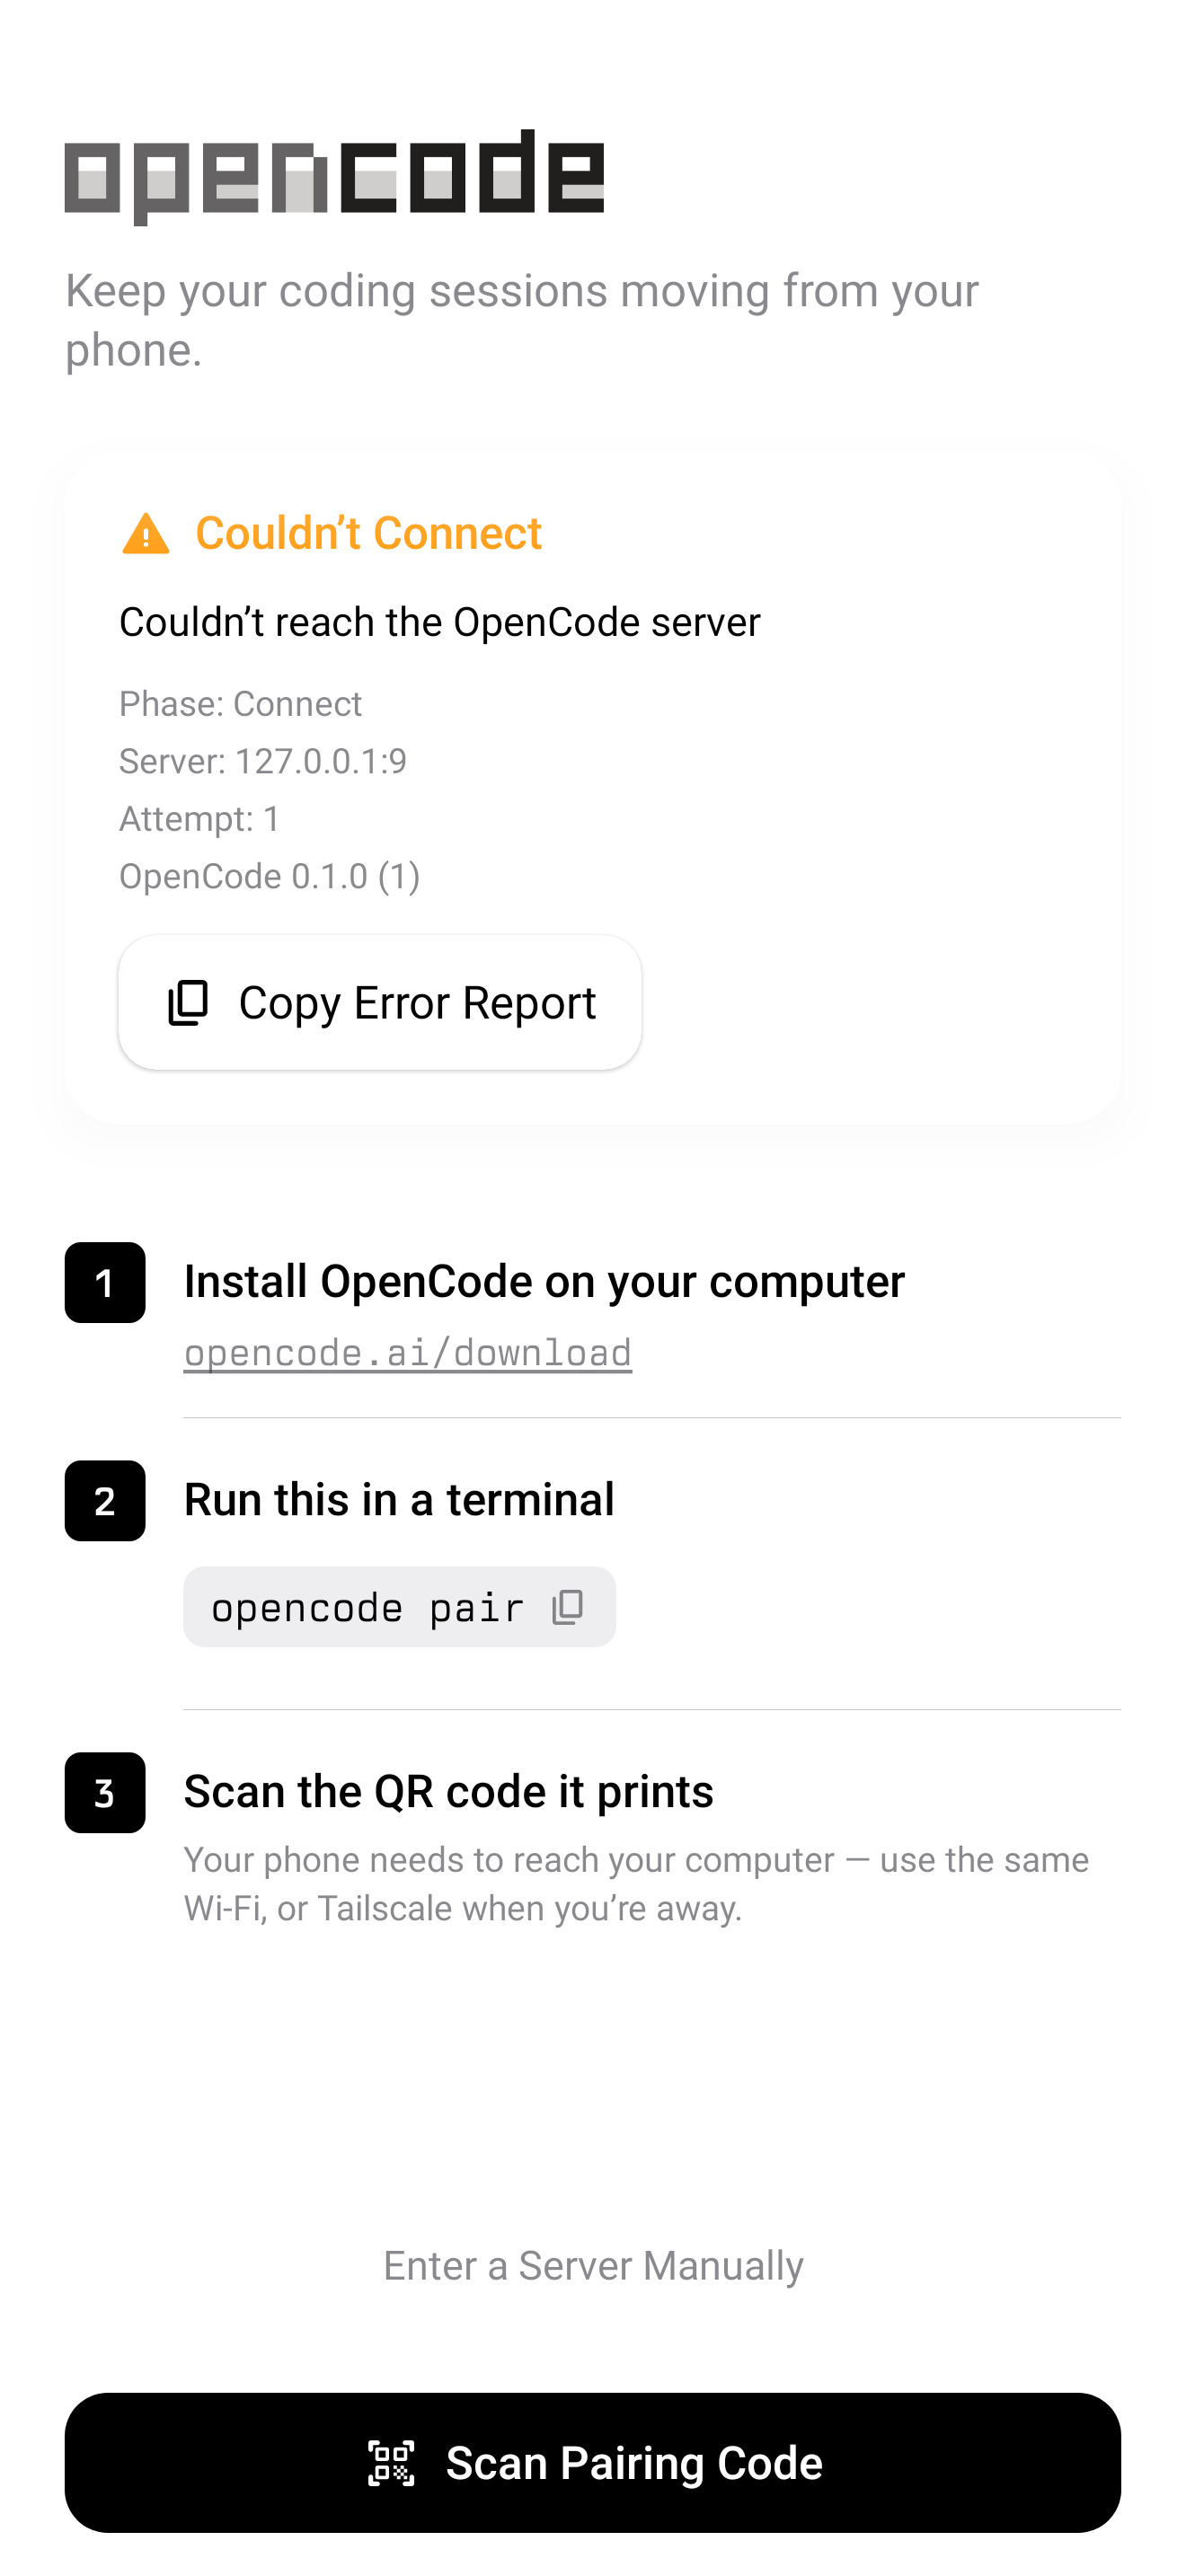 opencode
Keep your coding sessions moving from your
phone.
Couldn’t Connect
Couldn’t reach the OpenCode server
Phase: Connect
Server: 127.0.0.1:9
Attempt: 1
OpenCode 0.1.0 (1)
Copy Error Report
1 Install OpenCode on your computer
opencode.ai/download
2 Run this in a terminal
opencode pair
3 Scan the QR code it prints
Your phone needs to reach your computer — use the same
Wi-Fi, or Tailscale when you’re away.
Enter a Server Manually
Scan Pairing Code